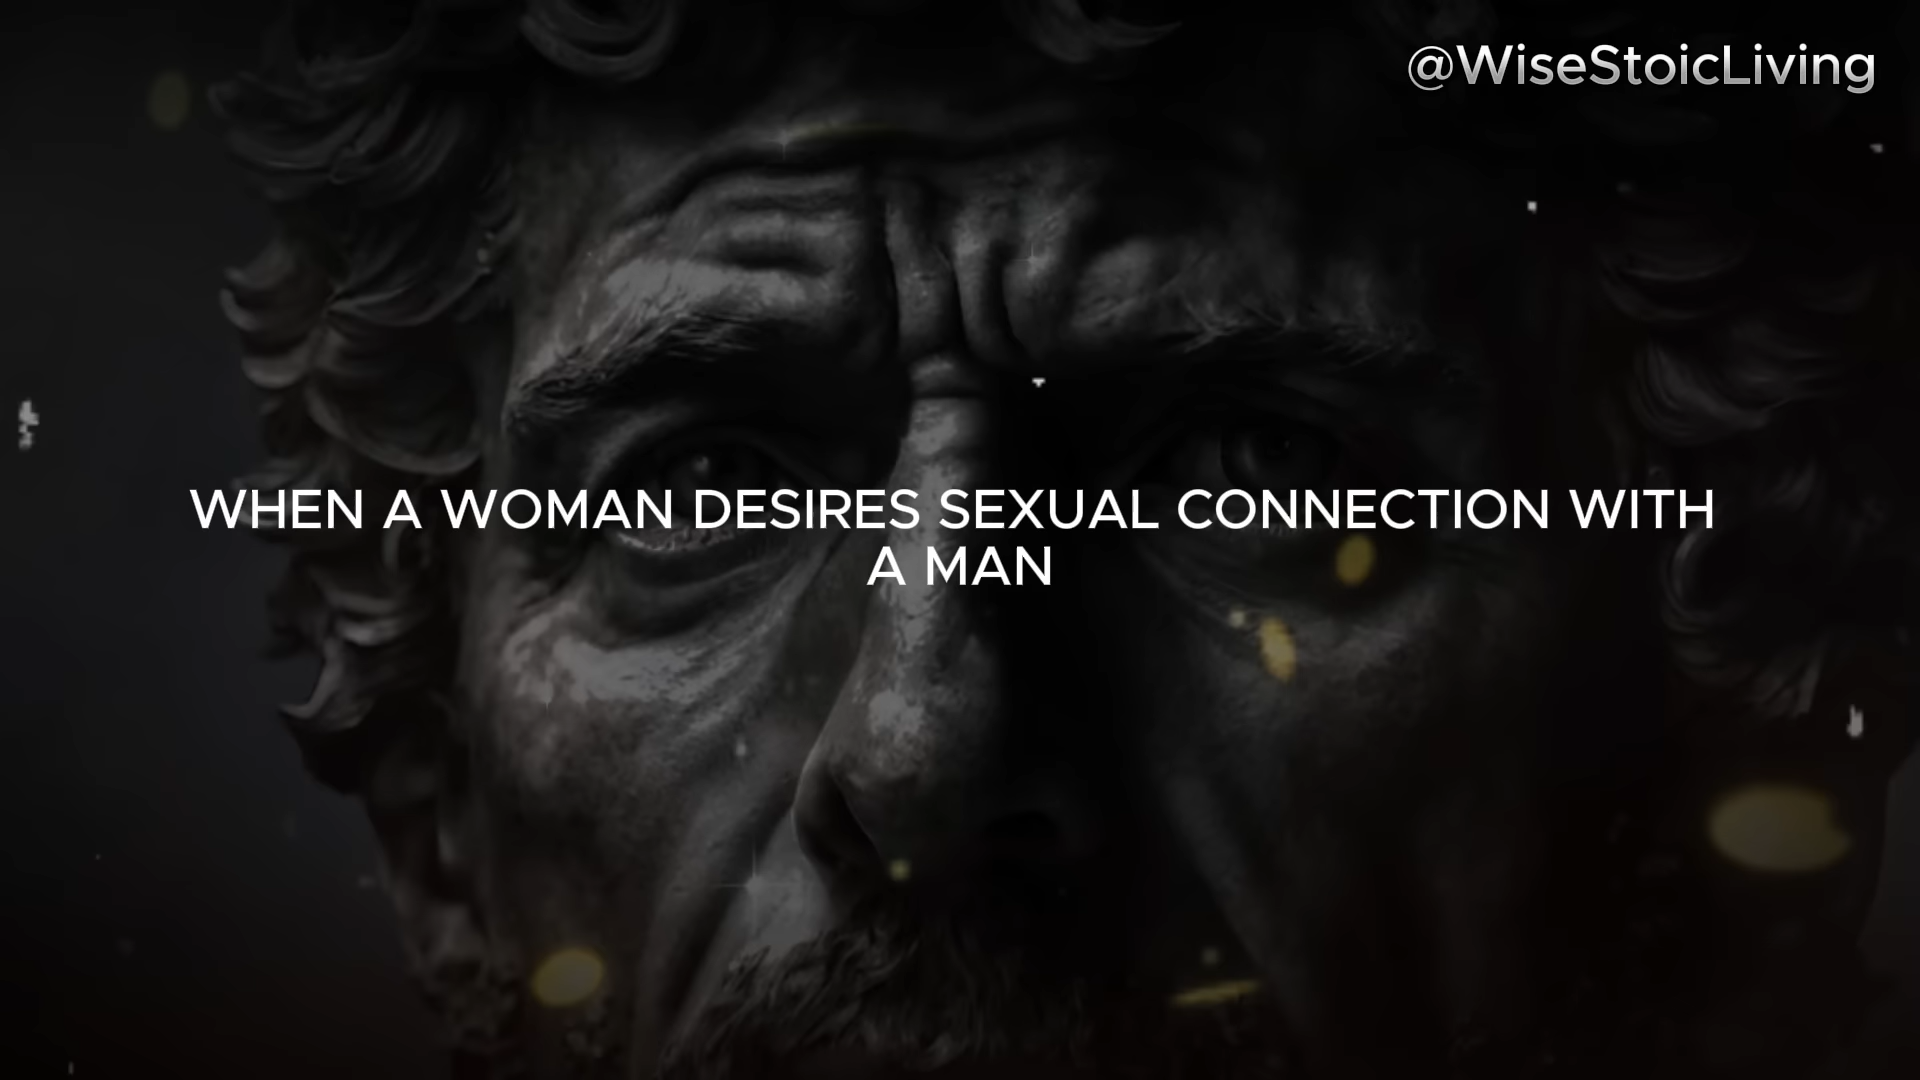 @WiseStoicLiving
WHEN A WOMAN DESIRES SEXUAL CONNECTION WITH
A MAN